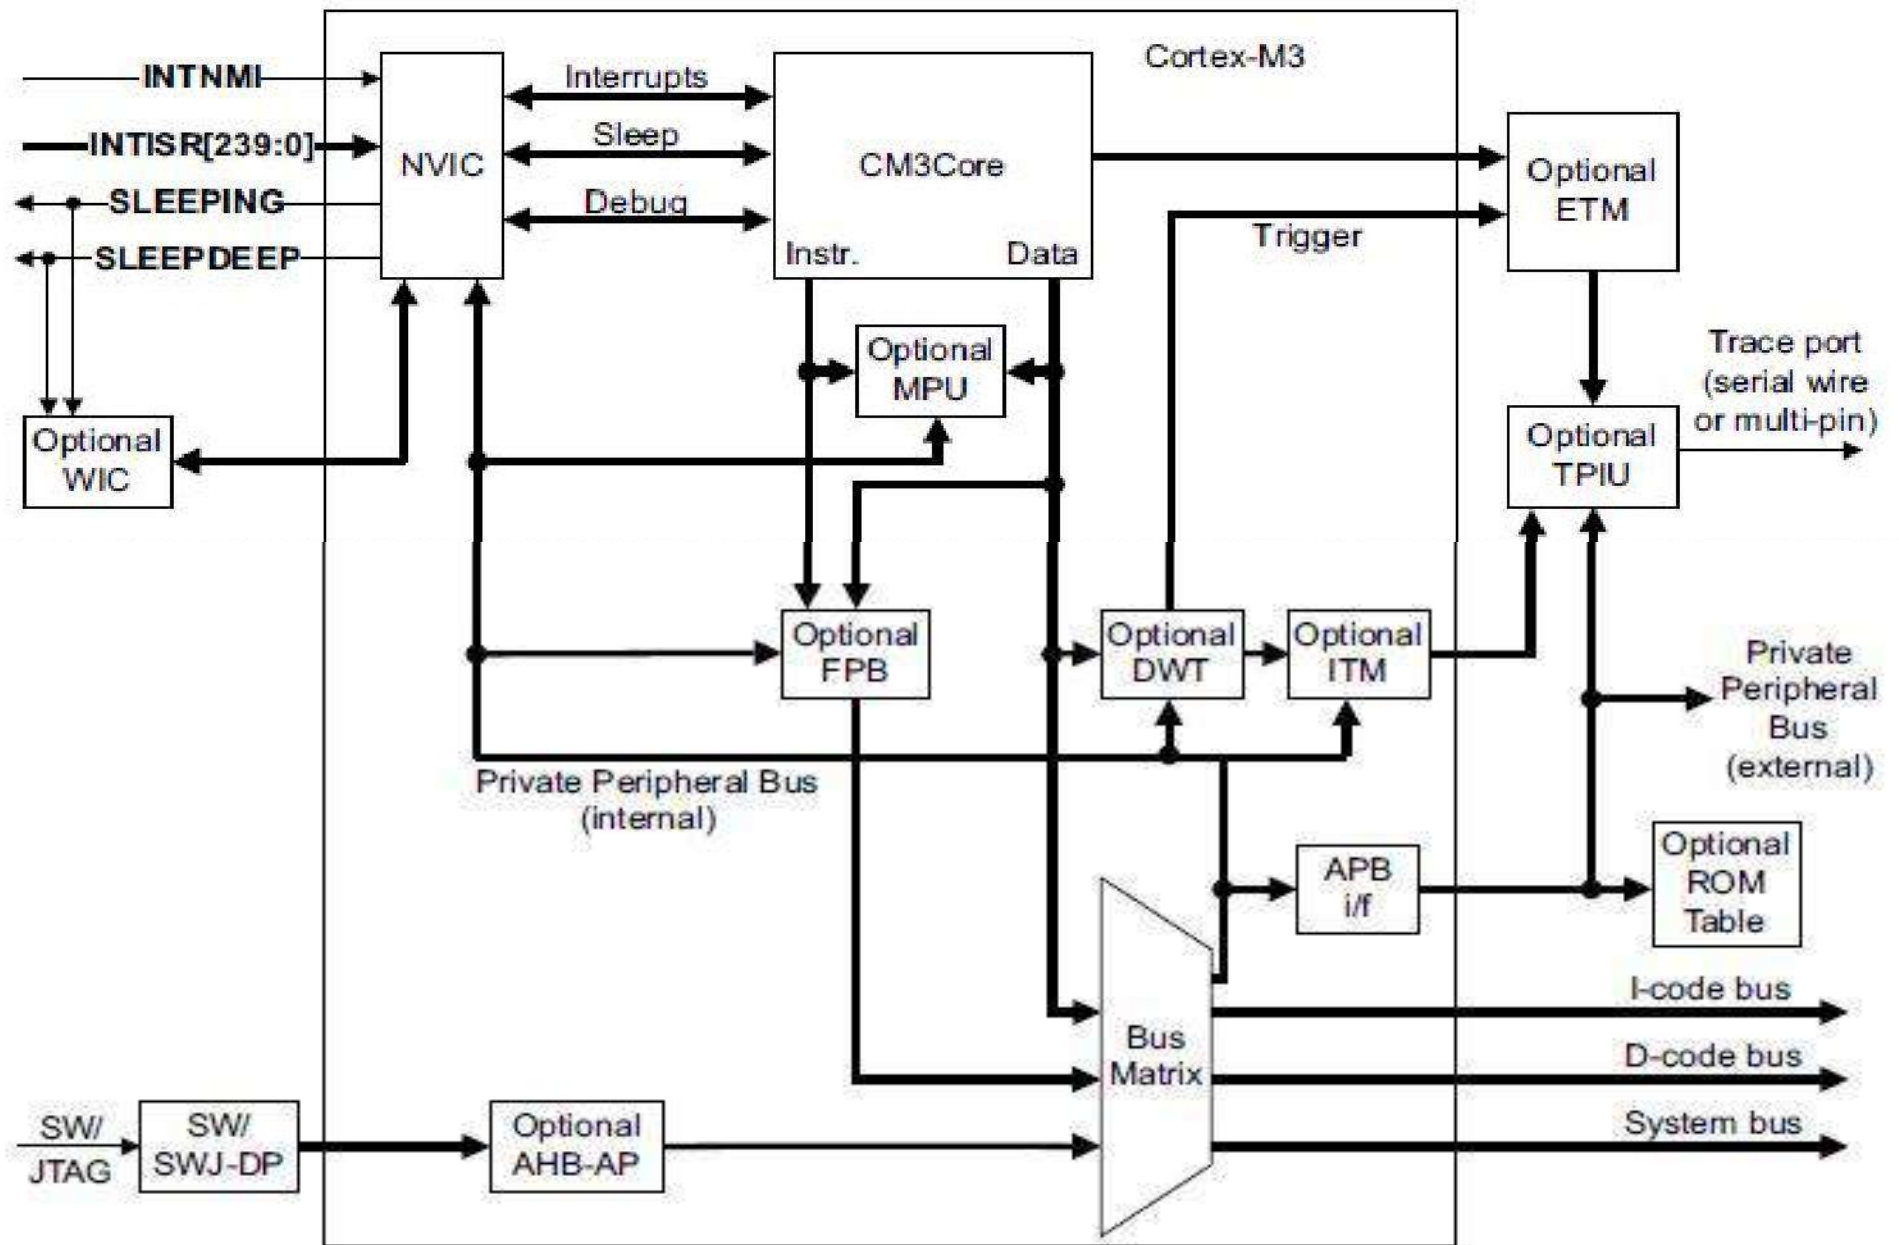 Cortex-M3
INTNMI
INTISR[239:0]
SLEEPING
SLEEPDEEP
NVIC
Interrupts
Sleep
Debug
CM3Core
Instr.
Data
Optional
ETM
Trigger
Optional
MPU
Optional
WIC
Trace port
(serial wire
or multi-pin)
Optional
TPIU
Optional
FPB
Optional
DWT
Optional
ITM
Private
Peripheral
Bus
(external)
Private Peripheral Bus
(internal)
APB
i/f
Optional
ROM
Table
Bus
Matrix
I-code bus
D-code bus
System bus
SW/
JTAG
SW/
SWJ-DP
Optional
AHB-AP